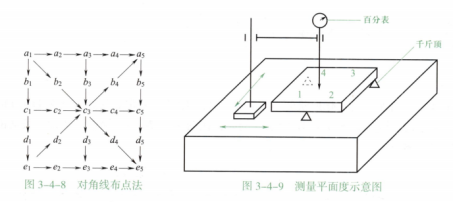 a₁ a₂ a₃ a₄ a₅
b₁ b₂ b₃ b₄ b₅
c₁ c₂ c₃ c₄ c₅
d₁ d₂ d₃ d₄ d₅
e₁ e₂ e₃ e₄ e₅
图 3-4-8 对角线布点法
百分表
千斤顶
4 3
1 2
图 3-4-9 测量平面度示意图